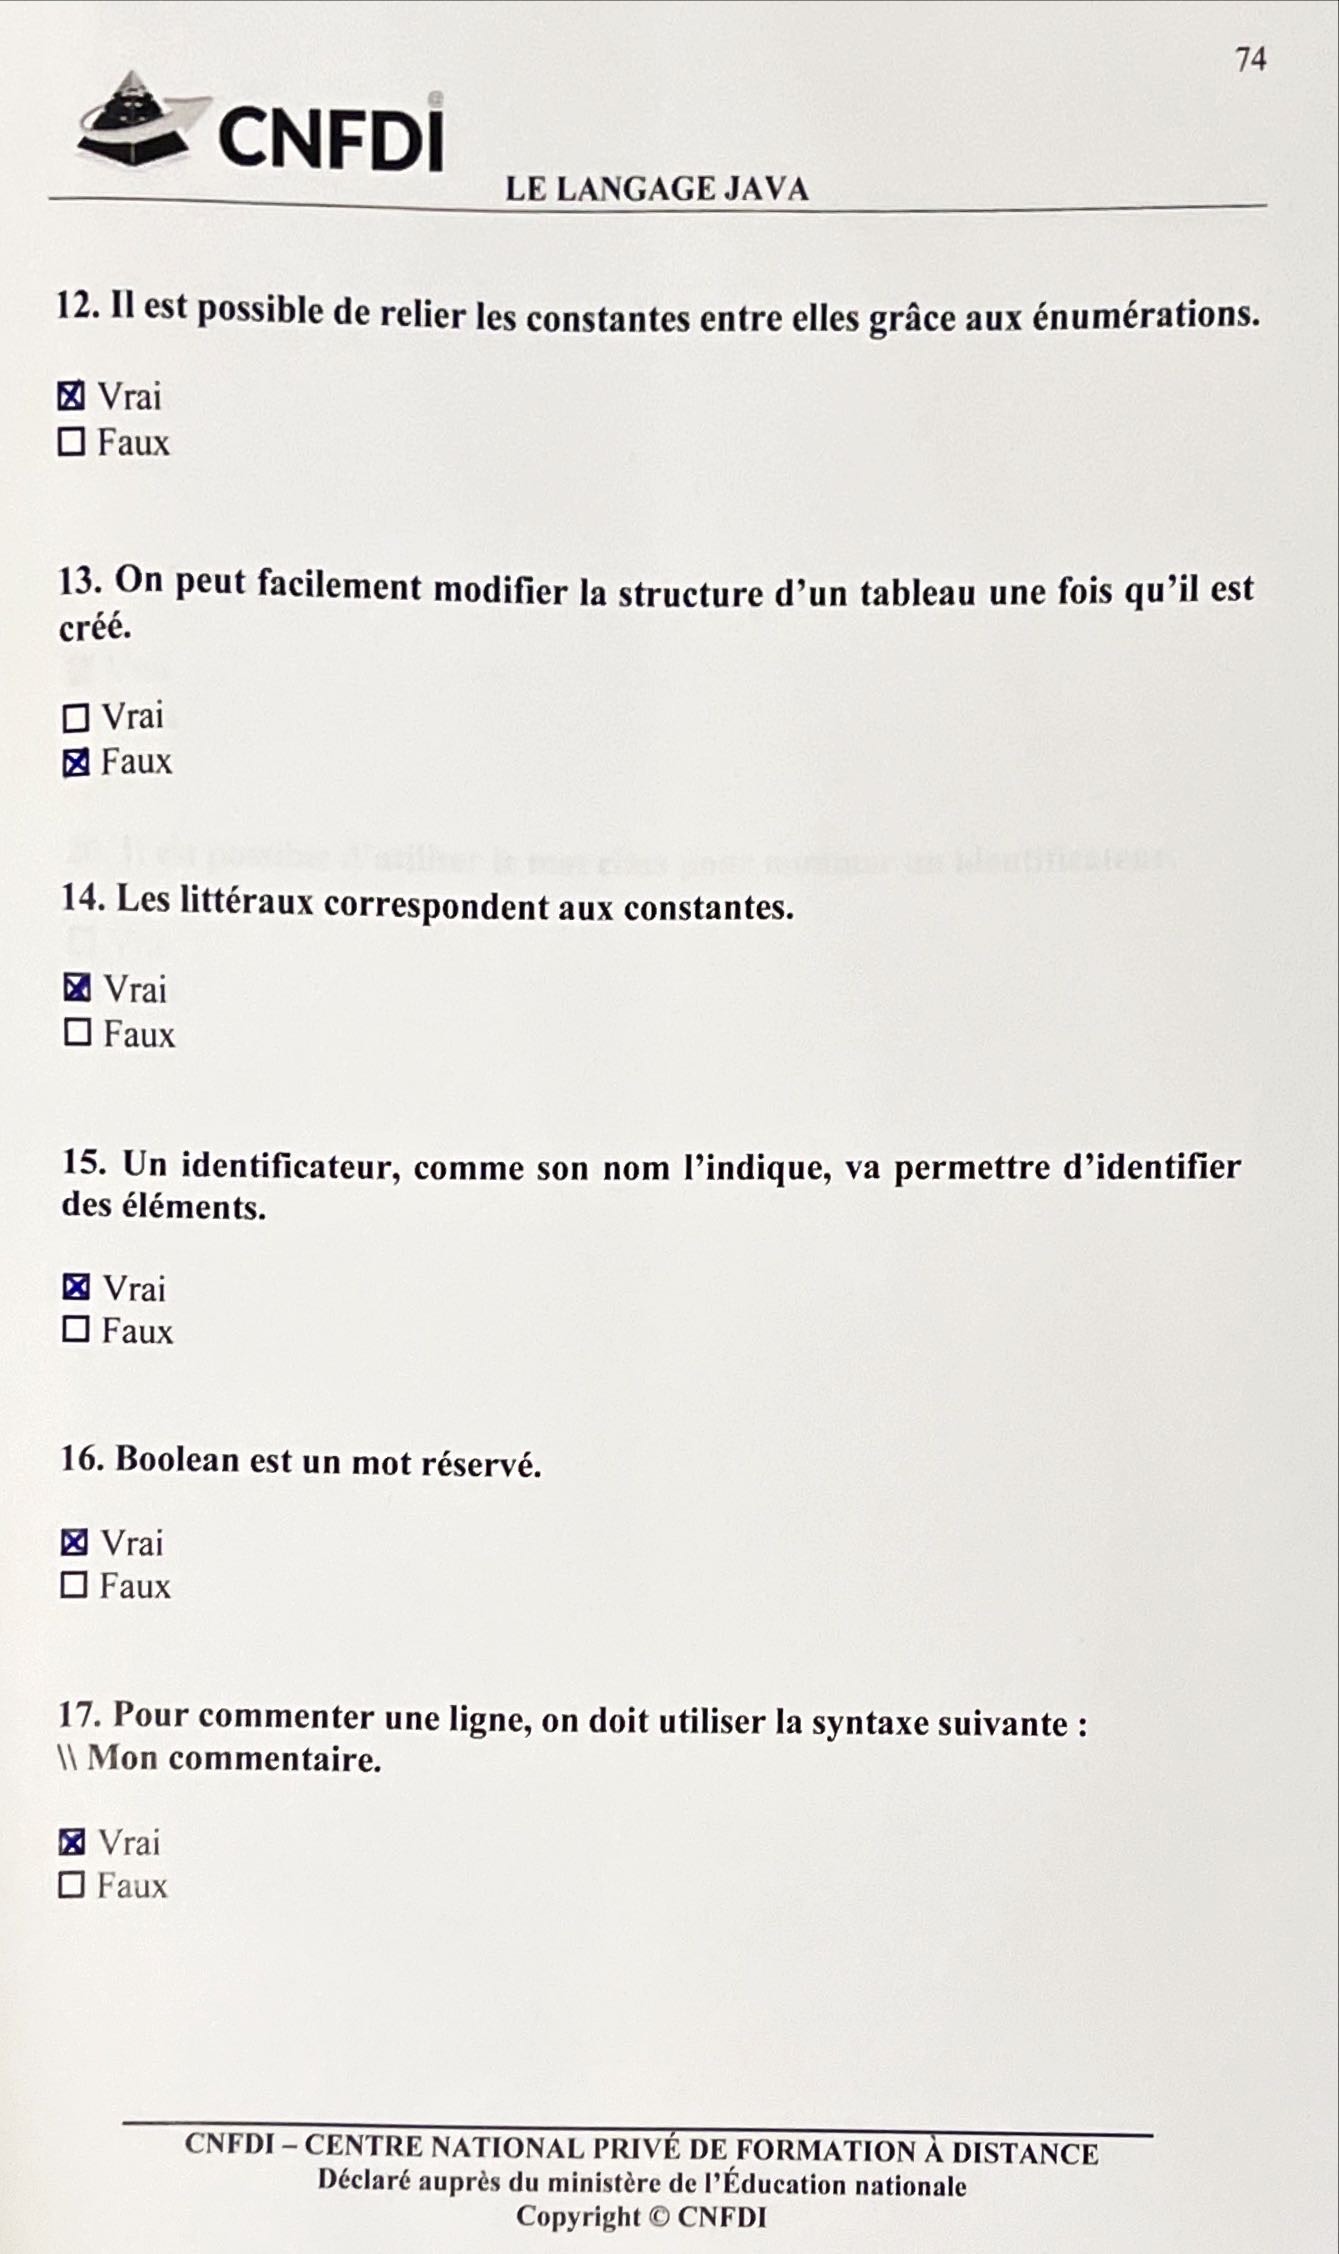 74
CNFDI
LE LANGAGE JAVA
12. Il est possible de relier les constantes entre elles grâce aux énumérations.
☒ Vrai
☐ Faux
13. On peut facilement modifier la structure d’un tableau une fois qu’il est
créé.
☐ Vrai
☒ Faux
14. Les littéraux correspondent aux constantes.
☒ Vrai
☐ Faux
15. Un identificateur, comme son nom l’indique, va permettre d’identifier
des éléments.
☒ Vrai
☐ Faux
16. Boolean est un mot réservé.
☒ Vrai
☐ Faux
17. Pour commenter une ligne, on doit utiliser la syntaxe suivante :
\\ Mon commentaire.
☒ Vrai
☐ Faux
CNFDI – CENTRE NATIONAL PRIVÉ DE FORMATION À DISTANCE
Déclaré auprès du ministère de l’Éducation nationale
Copyright © CNFDI